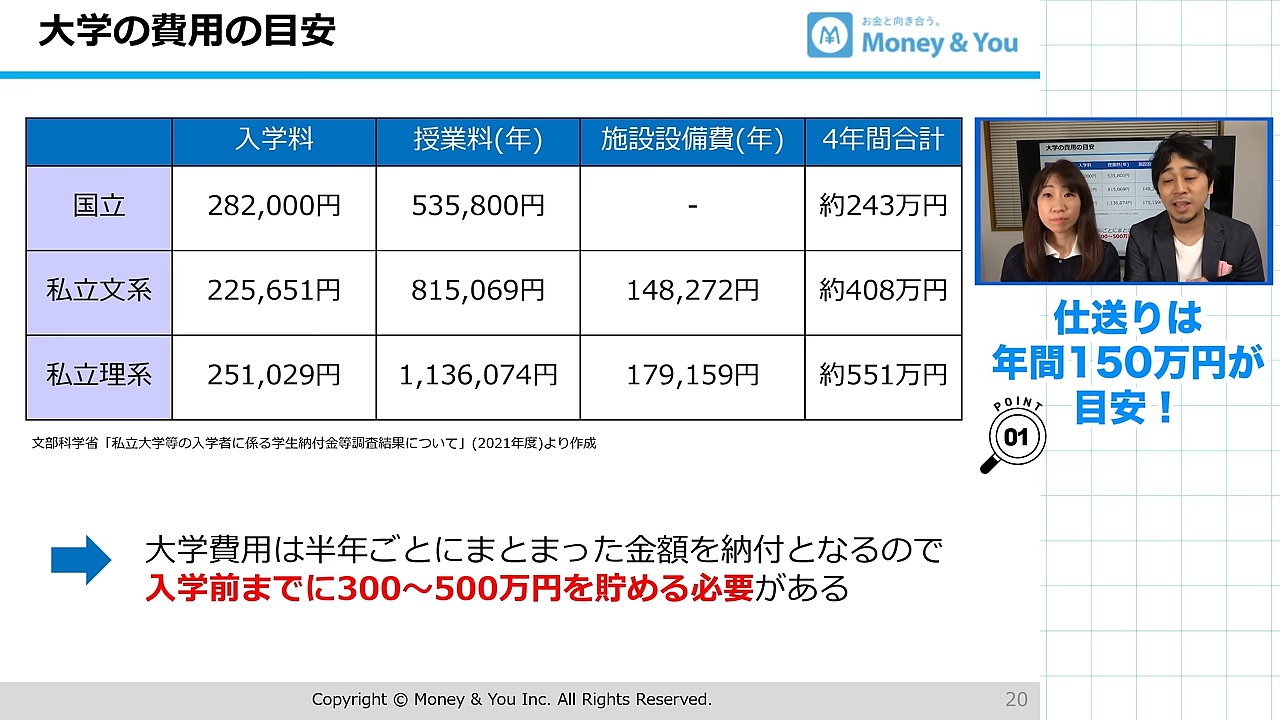 大学の費用の目安
お金と向き合う。
Money & You
入学料 授業料(年) 施設設備費(年) 4年間合計
国立 282,000円 535,800円 - 約243万円
私立文系 225,651円 815,069円 148,272円 約408万円
私立理系 251,029円 1,136,074円 179,159円 約551万円
文部科学省「私立大学等の入学者に係る学生納付金等調査結果について」(2021年度)より作成
大学費用は半年ごとにまとまった金額を納付となるので
入学前までに300～500万円を貯める必要がある
Copyright © Money & You Inc. All Rights Reserved.
20
大学の費用の目安
仕送りは
年間150万円が
目安！
POINT
01